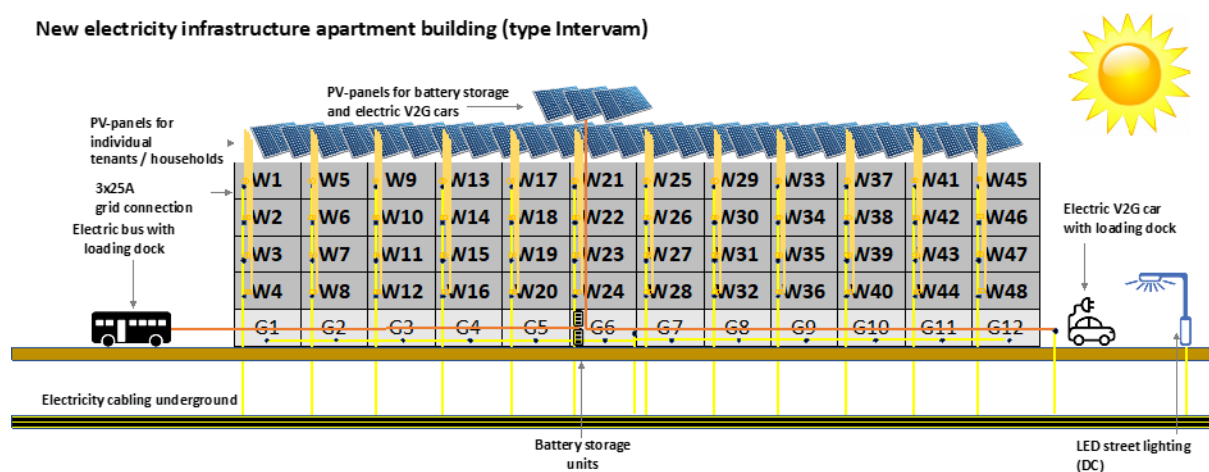 New electricity infrastructure apartment building (type Intervam)
PV-panels for battery storage
and electric V2G cars
PV-panels for
individual
tenants / households
3x25A
grid connection
Electric bus with
loading dock
W1 W5 W9 W13 W17 W21 W25 W29 W33 W37 W41 W45
W2 W6 W10 W14 W18 W22 W26 W30 W34 W38 W42 W46
W3 W7 W11 W15 W19 W23 W27 W31 W35 W39 W43 W47
W4 W8 W12 W16 W20 W24 W28 W32 W36 W40 W44 W48
G1 G2 G3 G4 G5 G6 G7 G8 G9 G10 G11 G12
Electric V2G car
with loading dock
Electricity cabling underground
Battery storage
units
LED street lighting
(DC)